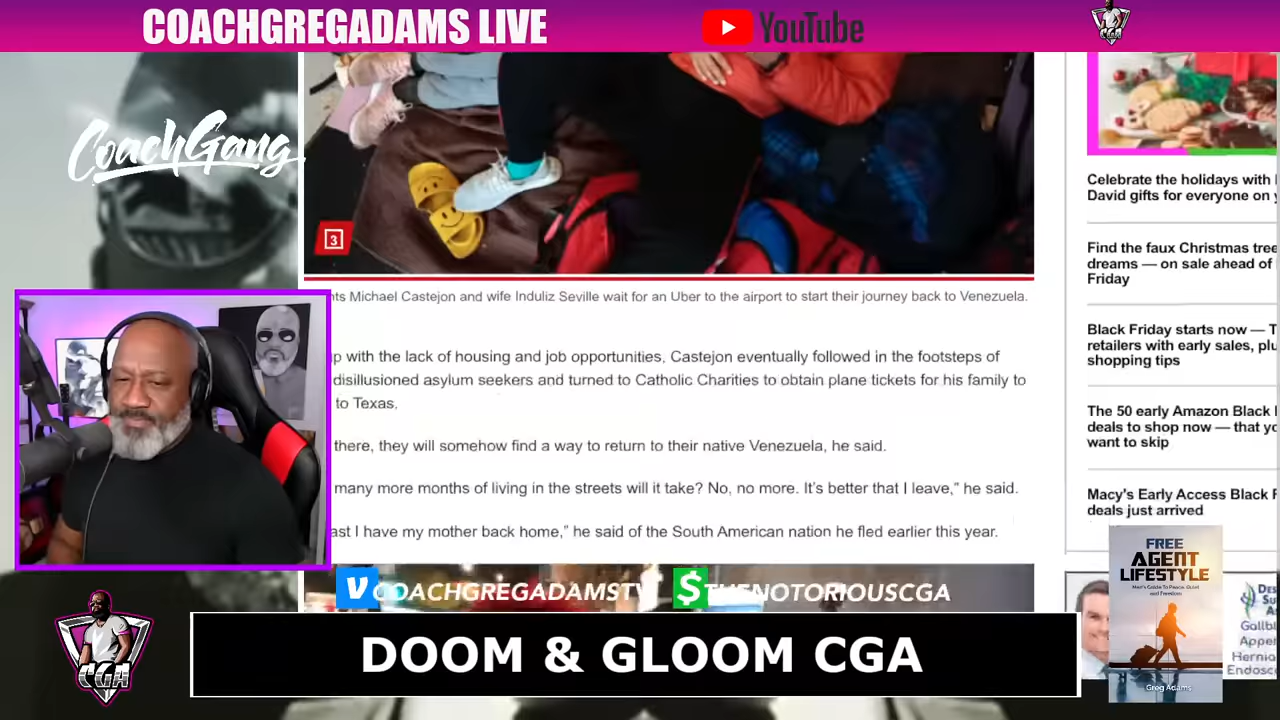 COACHGREGADAMS LIVE
YouTube
CGA
CoachGang
3
Michael Castejon and wife Induliz Seville wait for an Uber to the airport to start their journey back to Venezuela.
with the lack of housing and job opportunities, Castejon eventually followed in the footsteps of
disillusioned asylum seekers and turned to Catholic Charities to obtain plane tickets for his family to
to Texas.
there, they will somehow find a way to return to their native Venezuela, he said.
many more months of living in the streets will it take? No, no more. It's better that I leave," he said.
I have my mother back home," he said of the South American nation he fled earlier this year.
Celebrate the holidays with
David gifts for everyone on
Find the faux Christmas tree
dreams — on sale ahead of
Friday
Black Friday starts now —
retailers with early sales, plu
shopping tips
The 50 early Amazon Black
deals to shop now — that yo
want to skip
Macy's Early Access Black F
deals just arrived
FREE
AGENT
LIFESTYLE
Men's Guide To Peace, Quiet
and Freedom
Greg Adams
V COACHGREGADAMSTV
$ THENOTORIOUSCGA
CGA
DOOM & GLOOM CGA